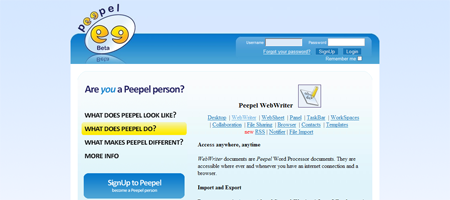 peepel
Beta
Username
Password
Forgot your password?
SignUp
Login
Remember me
Are you a Peepel person?
WHAT DOES PEEPEL LOOK LIKE?
WHAT DOES PEEPEL DO?
WHAT MAKES PEEPEL DIFFERENT?
MORE INFO
SignUp to Peepel
become a Peepel person
Peepel WebWriter
Desktop | WebWriter | WebSheet | Panel | TaskBar | WorkSpaces
| Collaboration | File Sharing | Browser | Contacts | Templates
new RSS | Notifier | File Import
Access anywhere, anytime
WebWriter documents are Peepel Word Processor documents. They are
accessible where ever and whenever you have an internet connection and a
browser.
Import and Export